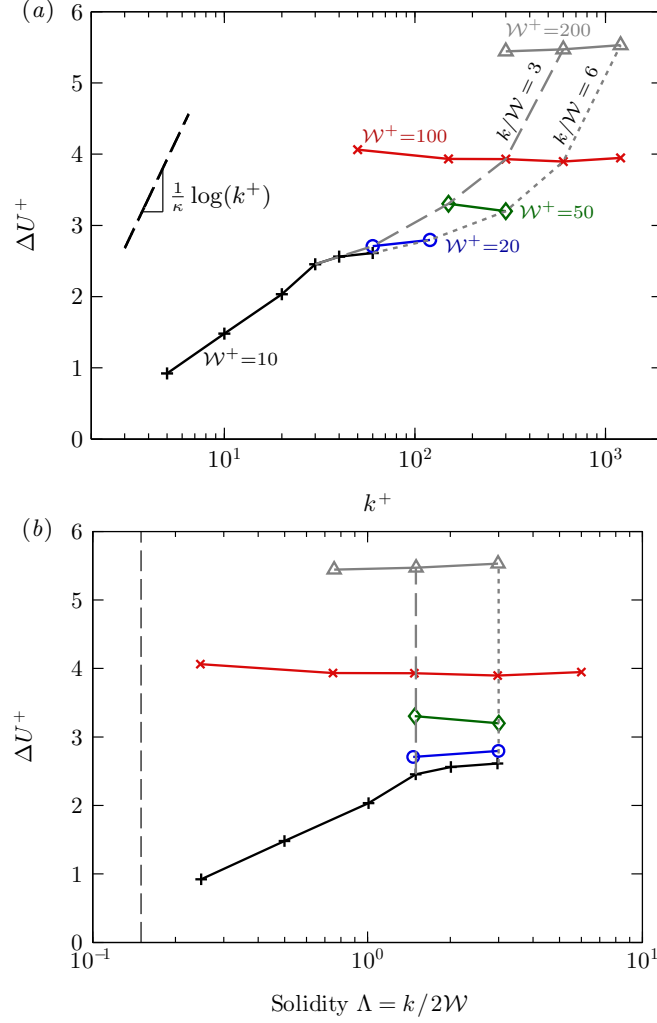 (a)
6
5
4
3
2
1
0
ΔU⁺
𝒲⁺=200
k/𝒲 = 3
k/𝒲 = 6
𝒲⁺=100
1/κ log(k⁺)
𝒲⁺=50
𝒲⁺=20
𝒲⁺=10
10¹ 10² 10³
k⁺
(b)
6
5
4
3
2
1
0
ΔU⁺
10⁻¹ 10⁰ 10¹
Solidity Λ = k/2𝒲